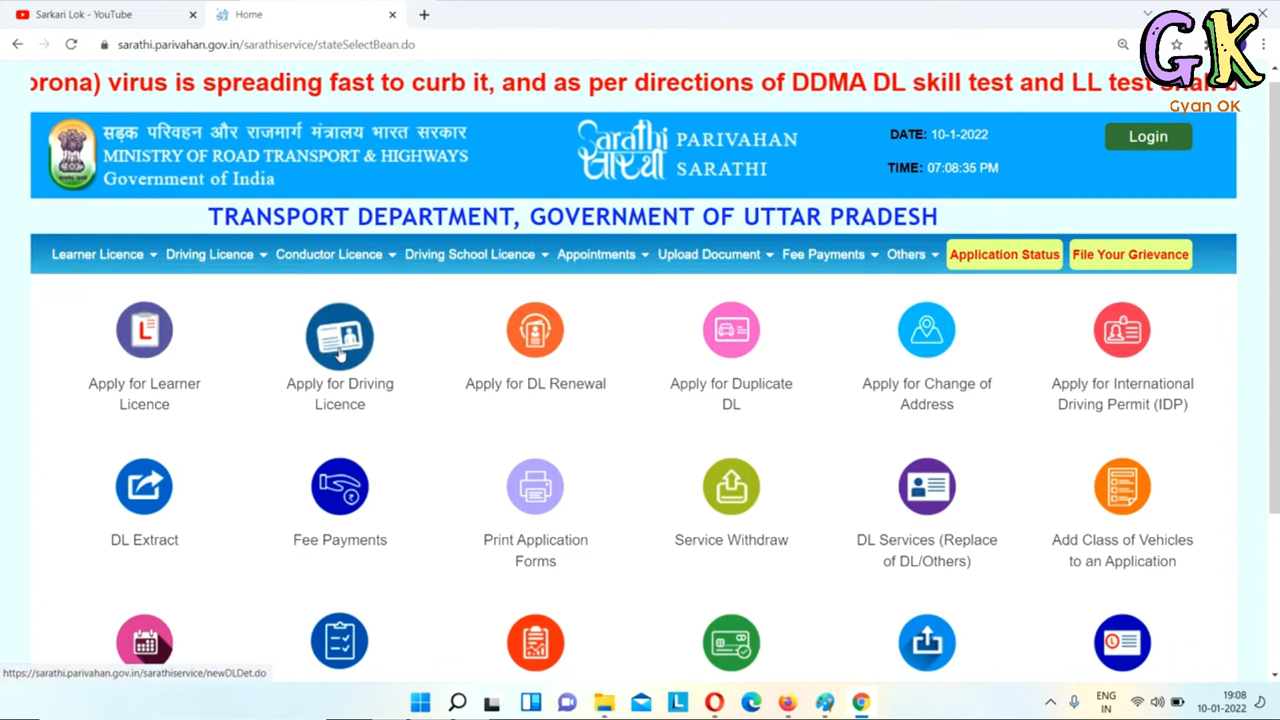 Sarkari Lok - YouTube
Home
sarathi.parivahan.gov.in/sarathiservice/stateSelectBean.do
GK
Gyan OK
orona) virus is spreading fast to curb it, and as per directions of DDMA DL skill test and LL test shall b
सड़क परिवहन और राजमार्ग मंत्रालय भारत सरकार
MINISTRY OF ROAD TRANSPORT & HIGHWAYS
Government of India
Sarathi
सारथी
PARIVAHAN
SARATHI
DATE: 10-1-2022
TIME: 07:08:35 PM
Login
TRANSPORT DEPARTMENT, GOVERNMENT OF UTTAR PRADESH
Learner Licence Driving Licence Conductor Licence Driving School Licence Appointments Upload Document Fee Payments Others Application Status File Your Grievance
L
Apply for Learner
Licence
Apply for Driving
Licence
Apply for DL Renewal
Apply for Duplicate
DL
Apply for Change of
Address
Apply for International
Driving Permit (IDP)
DL Extract
Fee Payments
Print Application
Forms
Service Withdraw
DL Services (Replace
of DL/Others)
Add Class of Vehicles
to an Application
https://sarathi.parivahan.gov.in/sarathiservice/newDLDet.do
L
ENG
IN
19:08
10-01-2022